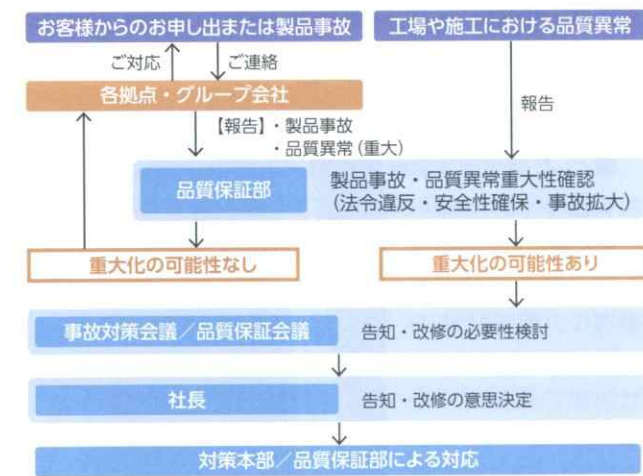 お客様からのお申し出または製品事故
工場や施工における品質異常
ご対応
ご連絡
各拠点・グループ会社
報告
【報告】・製品事故
・品質異常(重大)
品質保証部
製品事故・品質異常重大性確認
(法令違反・安全性確保・事故拡大)
重大化の可能性なし
重大化の可能性あり
事故対策会議／品質保証会議
告知・改修の必要性検討
社長
告知・改修の意思決定
対策本部／品質保証部による対応